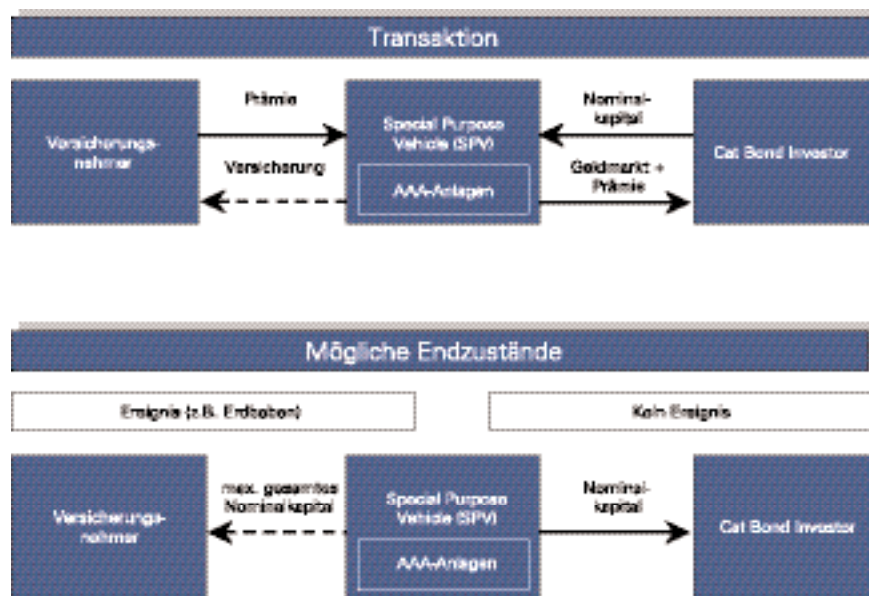 Transaktion
Prämie
Nominal-
kapital
Versicherungs-
nehmer
Special Purpose
Vehicle (SPV)
Cat Bond Investor
Versicherung
Geldmarkt +
Prämie
AAA-Anlagen
Mögliche Endzustände
Ereignis (z.B. Erdbeben)
Kein Ereignis
max. gesamtes
Nominalkapital
Nominal-
kapital
Versicherungs-
nehmer
Special Purpose
Vehicle (SPV)
Cat Bond Investor
AAA-Anlagen